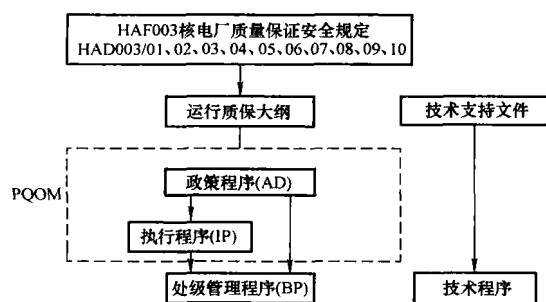 HAF003核电厂质量保证安全规定
HAD003/01、02、03、04、05、06、07、08、09、10
运行质保大纲
技术支持文件
PQOM
政策程序(AD)
执行程序(IP)
处级管理程序(BP)
技术程序